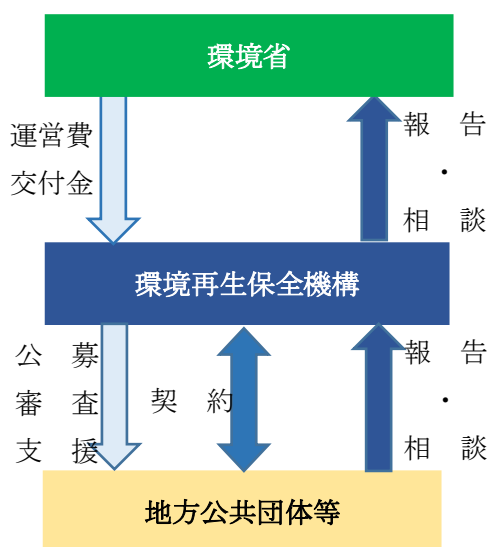 環境省
運営費
交付金
報告
・
相談
環境再生保全機構
公募
審査
支援
契約
報告
・
相談
地方公共団体等